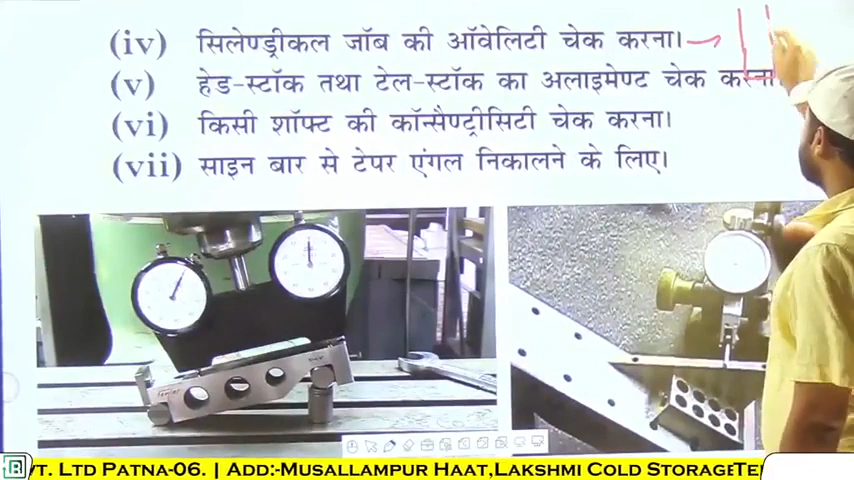 (iv) सिलेण्ड्रीकल जॉब की ऑवेलिटी चेक करना।
(v) हेड-स्टॉक तथा टेल-स्टॉक का अलाइमेण्ट चेक करना।
(vi) किसी शॉफ्ट की कॉन्सैण्ट्रीसिटी चेक करना।
(vii) साइन बार से टेपर एंगल निकालने के लिए।
VT. LTD PATNA-06. | ADD:-MUSALLAMPUR HAAT,LAKSHMI COLD STORAGE